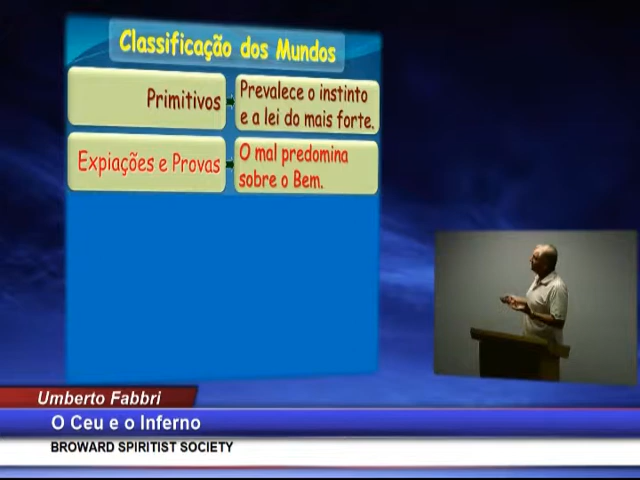 Classificação dos Mundos
Primitivos
Prevalece o instinto
e a lei do mais forte.
Expiações e Provas
O mal predomina
sobre o Bem.
Umberto Fabbri
O Ceu e o Inferno
BROWARD SPIRITIST SOCIETY